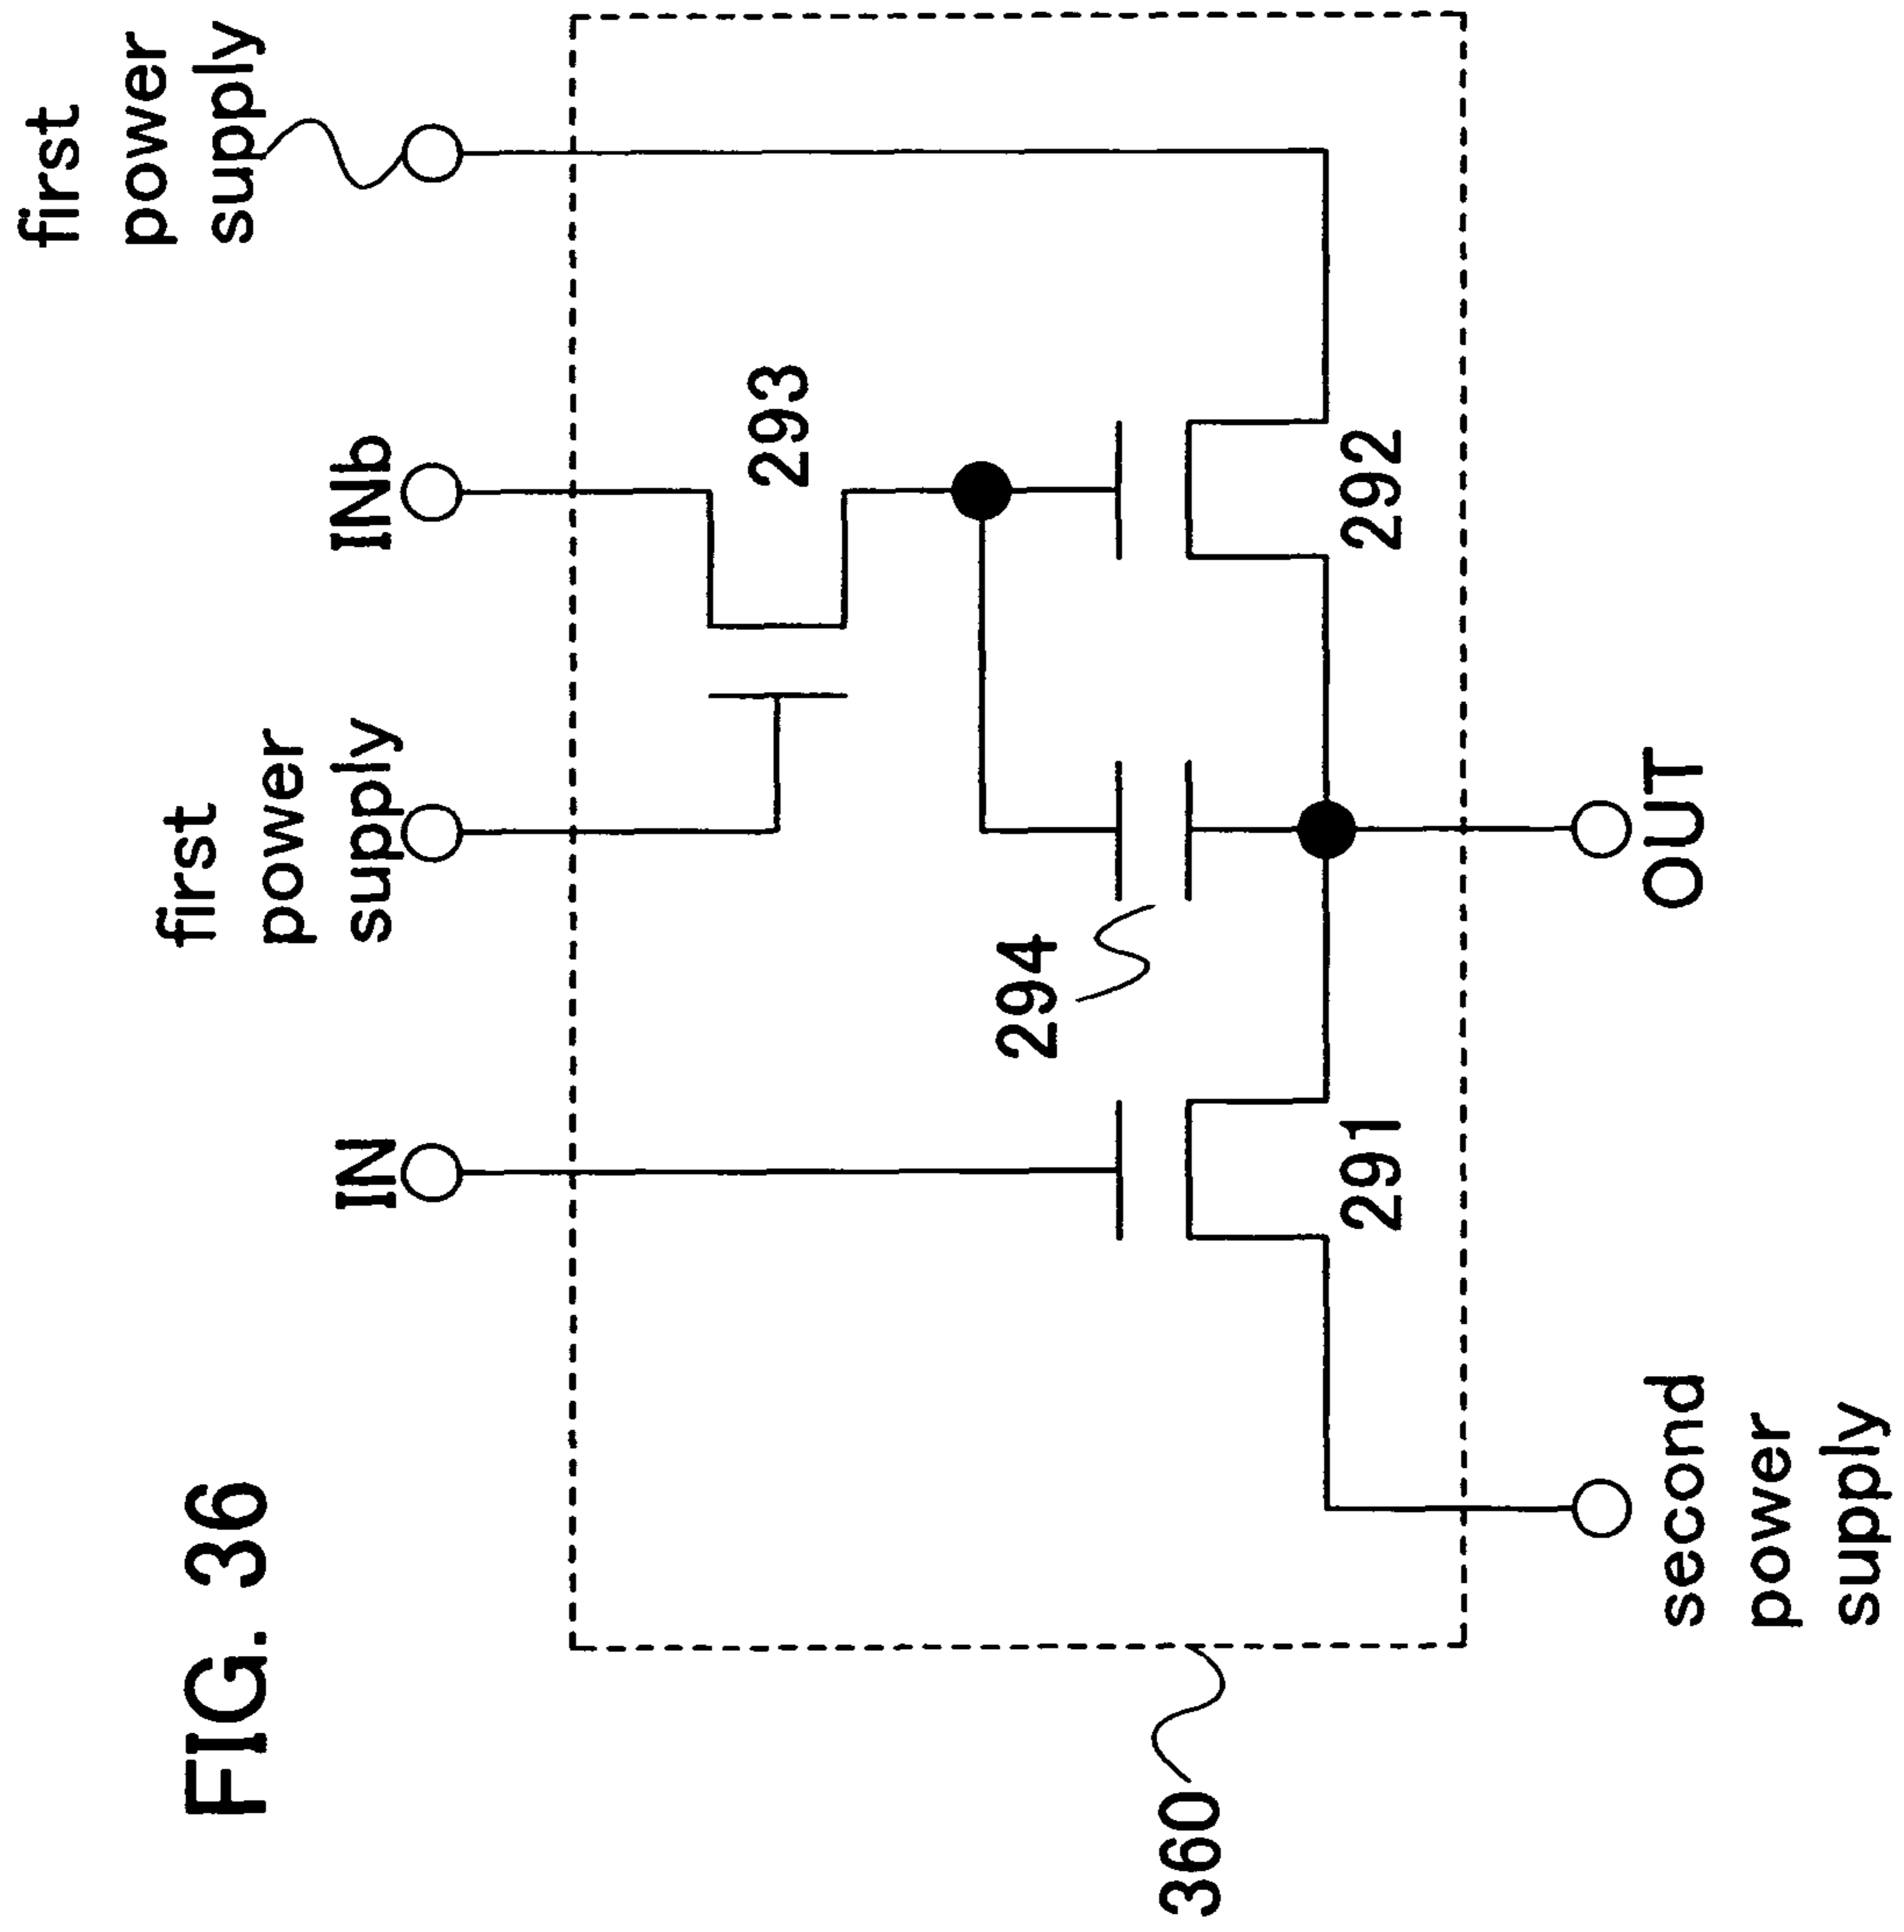 FIG. 36
first
power
supply
first
power
supply
IN
INb
293
294
291
292
360
second
power
supply
OUT